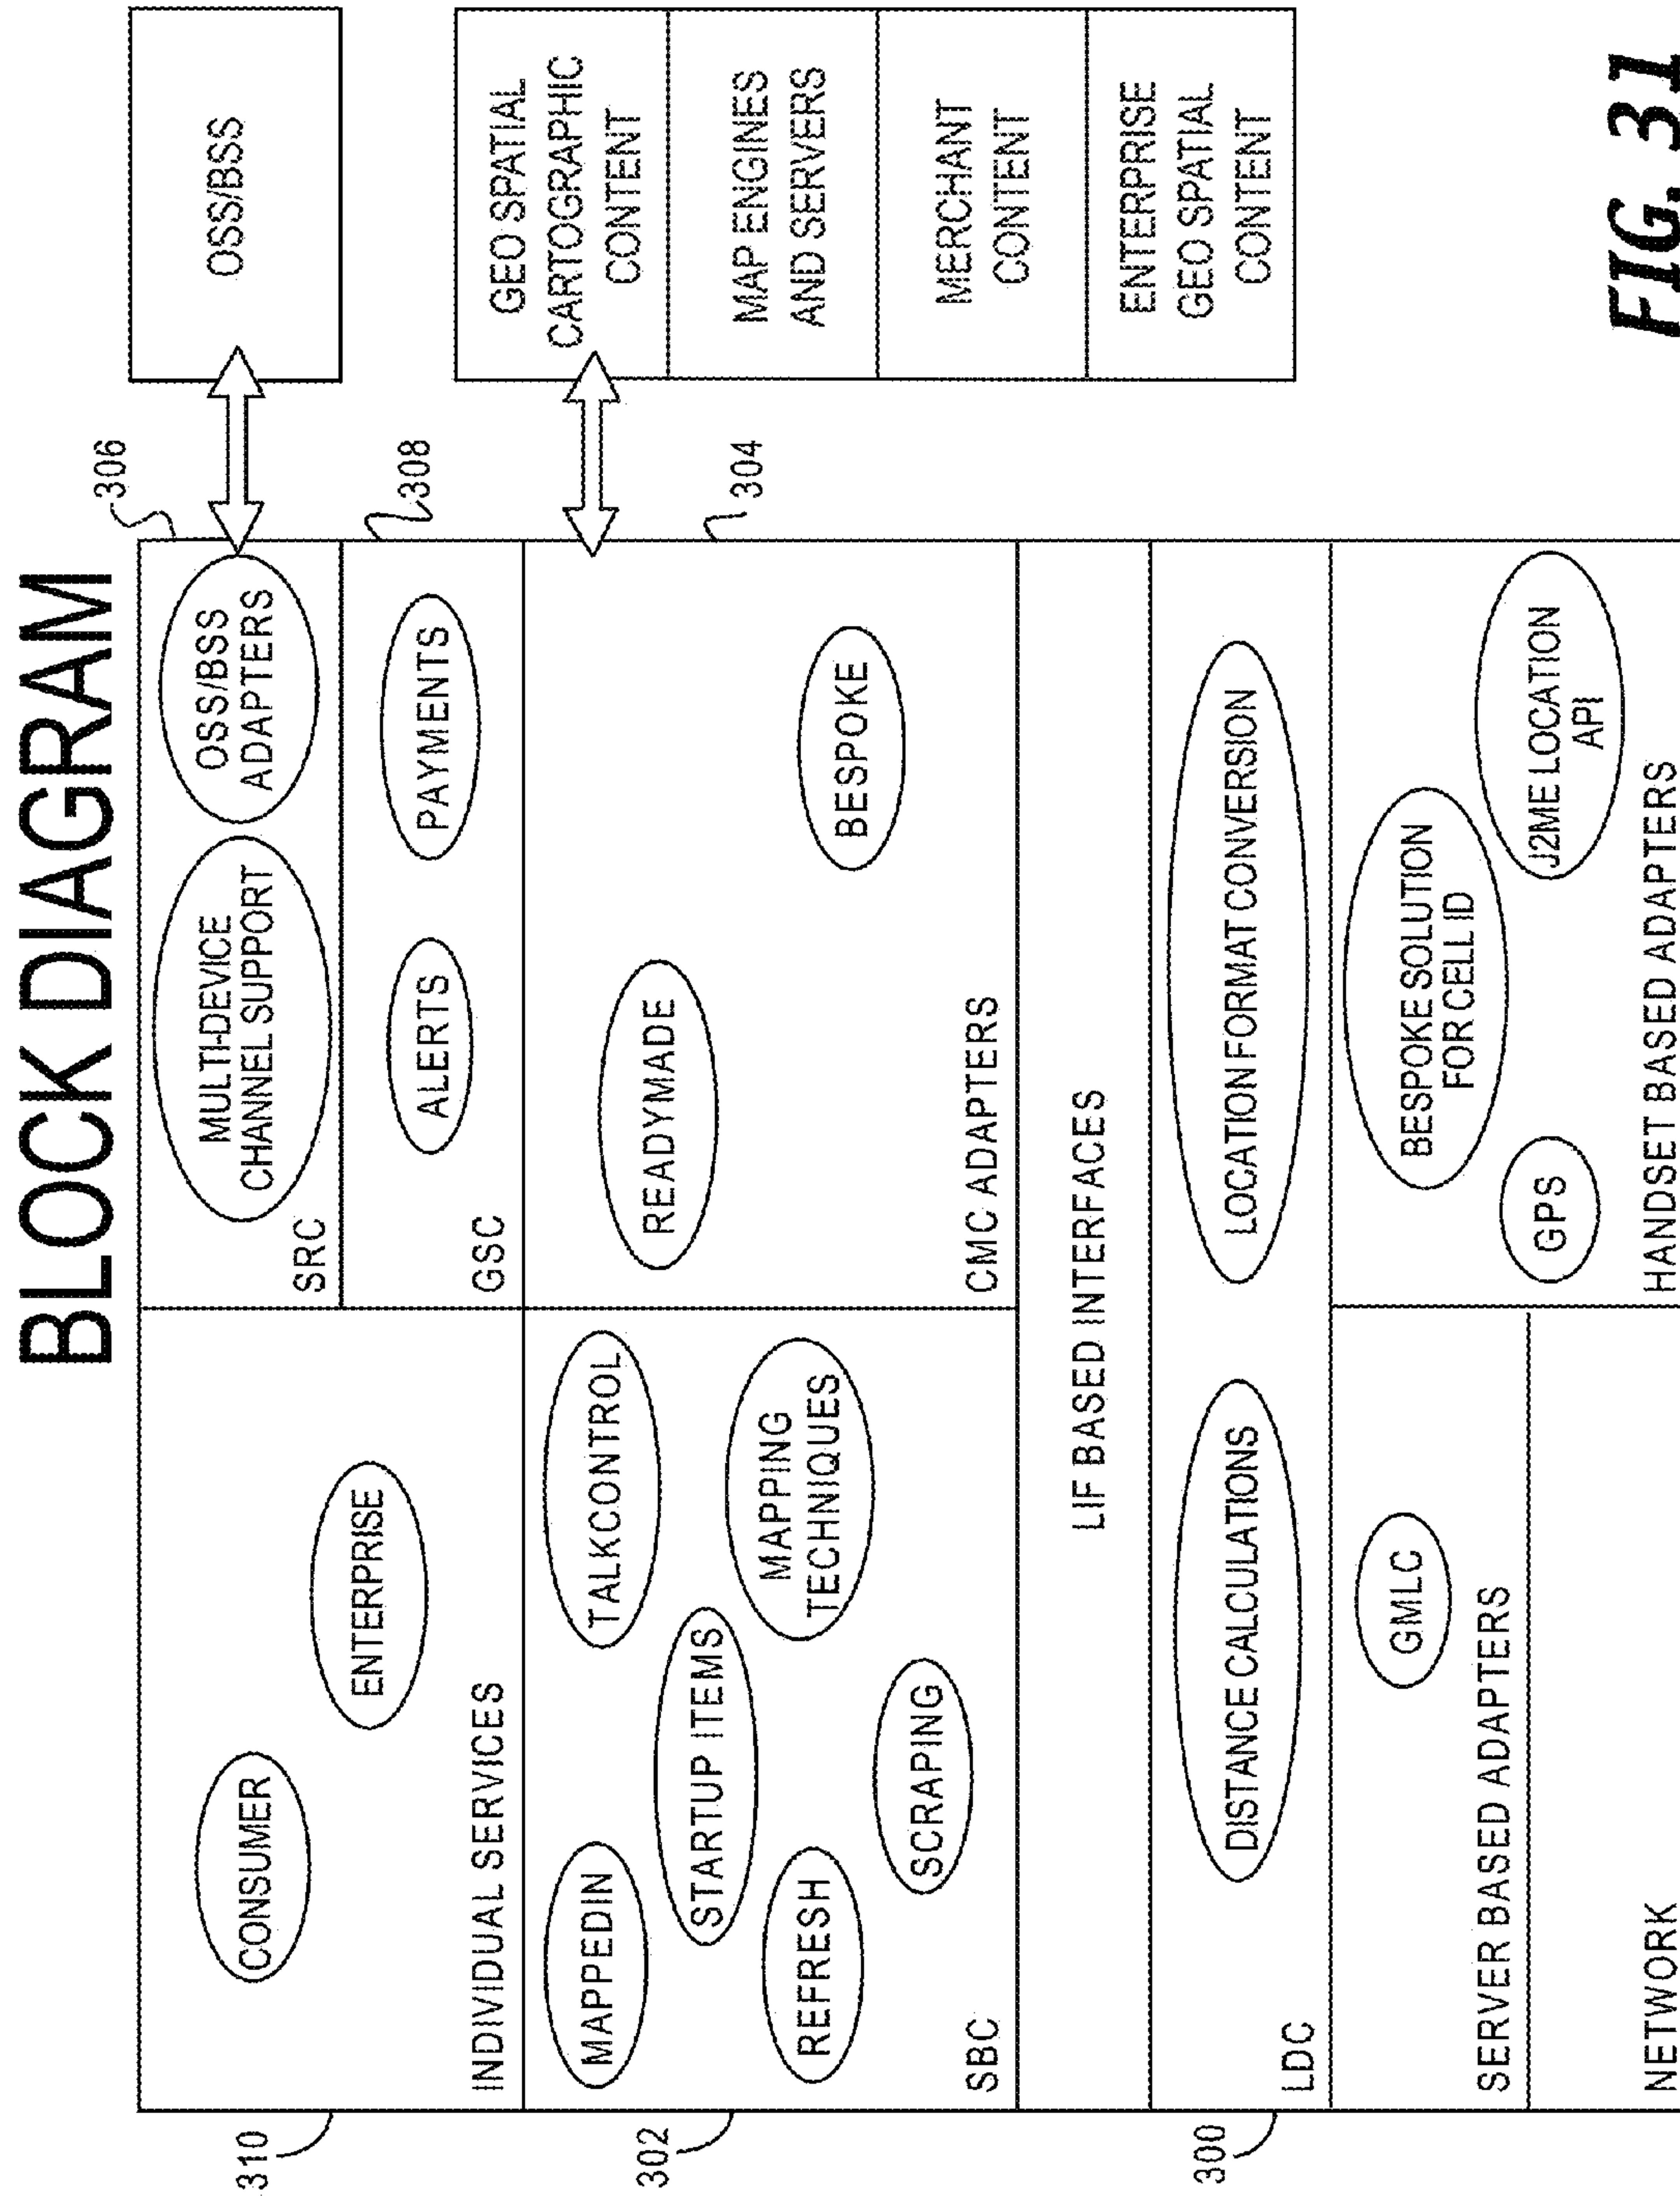 BLOCK DIAGRAM
310
CONSUMER
ENTERPRISE
INDIVIDUAL SERVICES
MULTI-DEVICE
CHANNEL SUPPORT
OSS/BSS
ADAPTERS
SRC
306
OSS/BSS
ALERTS
PAYMENTS
GSC
308
302
MAPPEDIN
TALKCONTROL
STARTUP ITEMS
REFRESH
MAPPING
TECHNIQUES
SCRAPING
SBC
READYMADE
BESPOKE
CMC ADAPTERS
304
GEO SPATIAL
CARTOGRAPHIC
CONTENT
MAP ENGINES
AND SERVERS
MERCHANT
CONTENT
ENTERPRISE
GEO SPATIAL
CONTENT
LIF BASED INTERFACES
300
DISTANCE CALCULATIONS
LOCATION FORMAT CONVERSION
LDC
GMLC
SERVER BASED ADAPTERS
NETWORK
BESPOKE SOLUTION
FOR CELL ID
GPS
J2ME LOCATION
API
HANDSET BASED ADAPTERS
FIG. 31